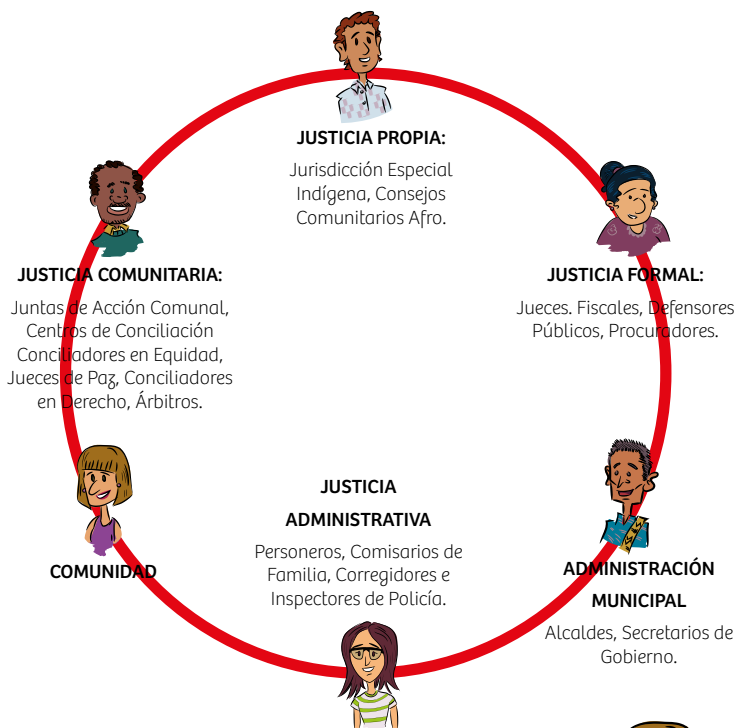 JUSTICIA PROPIA:
Jurisdicción Especial
Indígena, Consejos
Comunitarios Afro.
JUSTICIA COMUNITARIA:
Juntas de Acción Comunal,
Centros de Conciliación
Conciliadores en Equidad,
Jueces de Paz, Conciliadores
en Derecho, Árbitros.
JUSTICIA FORMAL:
Jueces. Fiscales, Defensores
Públicos, Procuradores.
COMUNIDAD
JUSTICIA
ADMINISTRATIVA
Personeros, Comisarios de
Familia, Corregidores e
Inspectores de Policía.
ADMINISTRACIÓN
MUNICIPAL
Alcaldes, Secretarios de
Gobierno.